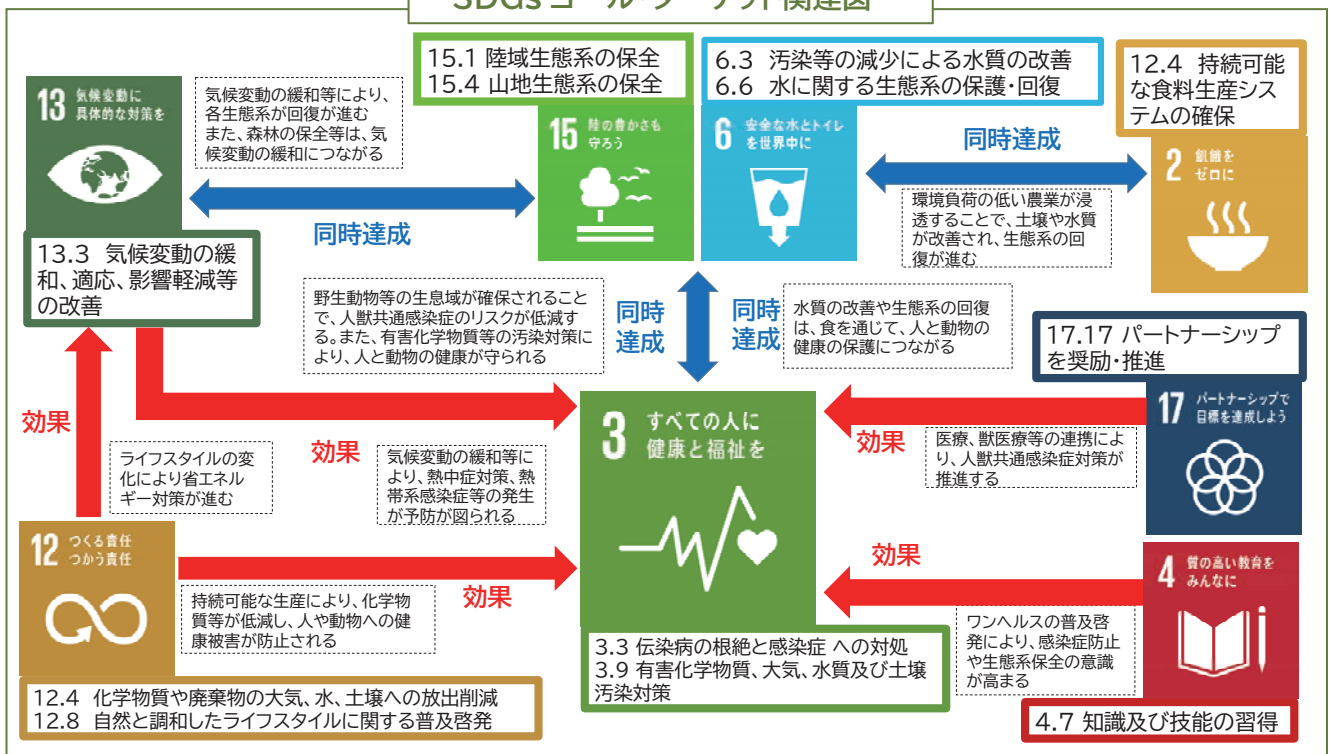 SDGs ゴール・ターゲット関連図
13 気候変動に
具体的な対策を
気候変動の緩和等により、
各生態系が回復が進む
また、森林の保全等は、気
候変動の緩和につながる
15.1 陸域生態系の保全
15.4 山地生態系の保全
15 陸の豊かさも
守ろう
6.3 汚染等の減少による水質の改善
6.6 水に関する生態系の保護・回復
6 安全な水とトイレ
を世界中に
12.4 持続可能
な食料生産シス
テムの確保
2 飢餓を
ゼロに
同時達成
同時達成
環境負荷の低い農業が浸
透することで、土壌や水質
が改善され、生態系の回
復が進む
13.3 気候変動の緩
和、適応、影響軽減等
の改善
野生動物等の生息域が確保されること
で、人獣共通感染症のリスクが低減す
る。また、有害化学物質等の汚染対策に
より、人と動物の健康が守られる
同時
達成
同時
達成
水質の改善や生態系の回復
は、食を通じて、人と動物の
健康の保護につながる
17.17 パートナーシップ
を奨励・推進
17 パートナーシップで
目標を達成しよう
効果
ライフスタイルの変
化により省エネル
ギー対策が進む
効果
気候変動の緩和等に
より、熱中症対策、熱
帯系感染症等の発生
が予防が図られる
3 すべての人に
健康と福祉を
効果
医療、獣医療等の連携によ
り、人獣共通感染症対策が
推進する
12 つくる責任
つかう責任
効果
持続可能な生産により、化学物
質等が低減し、人や動物への健
康被害が防止される
効果
4 質の高い教育を
みんなに
ワンヘルスの普及啓
発により、感染症防止
や生態系保全の意識
が高まる
3.3 伝染病の根絶と感染症 への対処
3.9 有害化学物質、大気、水質及び土壌
汚染対策
12.4 化学物質や廃棄物の大気、水、土壌への放出削減
12.8 自然と調和したライフスタイルに関する普及啓発
4.7 知識及び技能の習得